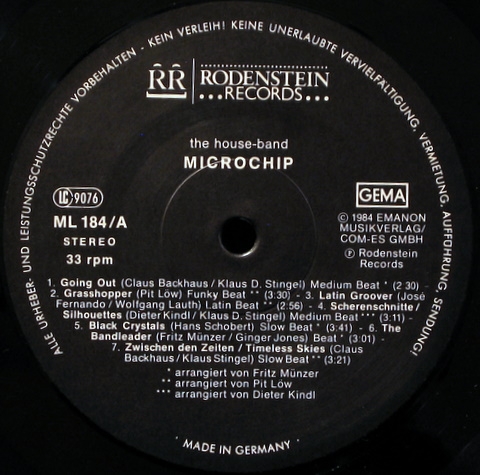 ALLE URHEBER- UND LEISTUNGSSCHUTZRECHTE VORBEHALTEN - KEIN VERLEIH! KEINE UNERLAUBTE VERVIELFÄLTIGUNG, VERMIETUNG, AUFFÜHRUNG, SENDUNG!
RR RODENSTEIN
...RECORDS...
the house-band
MICROCHIP
LC 9076
ML 184/A
STEREO
33 rpm
GEMA
© 1984 EMANON
MUSIKVERLAG/
COM-ES GMBH
℗ Rodenstein
Records
1. Going Out (Claus Backhaus / Klaus D. Stingel) Medium Beat * (2:30) -
2. Grasshopper (Pit Löw) Funky Beat ** (3:30) - 3. Latin Groover (José
Fernando / Wolfgang Lauth) Latin Beat ** (2:56) - 4. Scherenschnitte /
Silhouettes (Dieter Kindl / Klaus D. Stingel) Medium Beat *** (3:11) -
5. Black Crystals (Hans Schobert) Slow Beat * (3:41) - 6. The
Bandleader (Fritz Münzer / Ginger Jones) Beat * (3:01) -
7. Zwischen den Zeiten / Timeless Skies (Claus
Backhaus / Klaus Stingel) Slow Beat ** (3:21)
* arrangiert von Fritz Münzer
** arrangiert von Pit Löw
*** arrangiert von Dieter Kindl
· MADE IN GERMANY ·